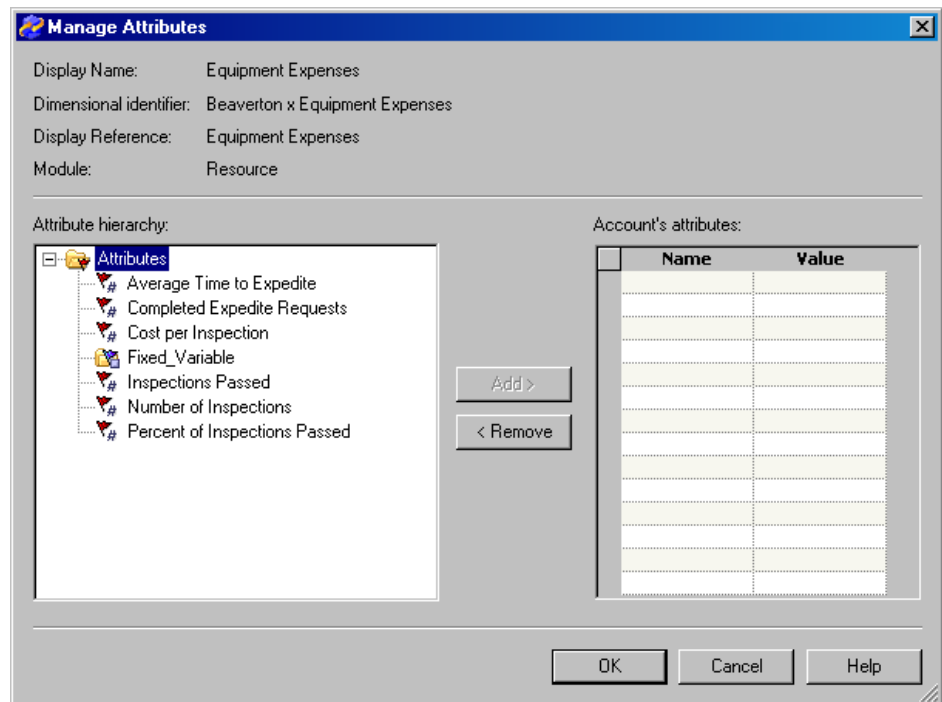 Manage Attributes
Display Name: Equipment Expenses
Dimensional identifier: Beaverton x Equipment Expenses
Display Reference: Equipment Expenses
Module: Resource
Attribute hierarchy:
Attributes
Average Time to Expedite
Completed Expedite Requests
Cost per Inspection
Fixed_Variable
Inspections Passed
Number of Inspections
Percent of Inspections Passed
Add >
< Remove
Account's attributes:
Name Value
OK Cancel Help